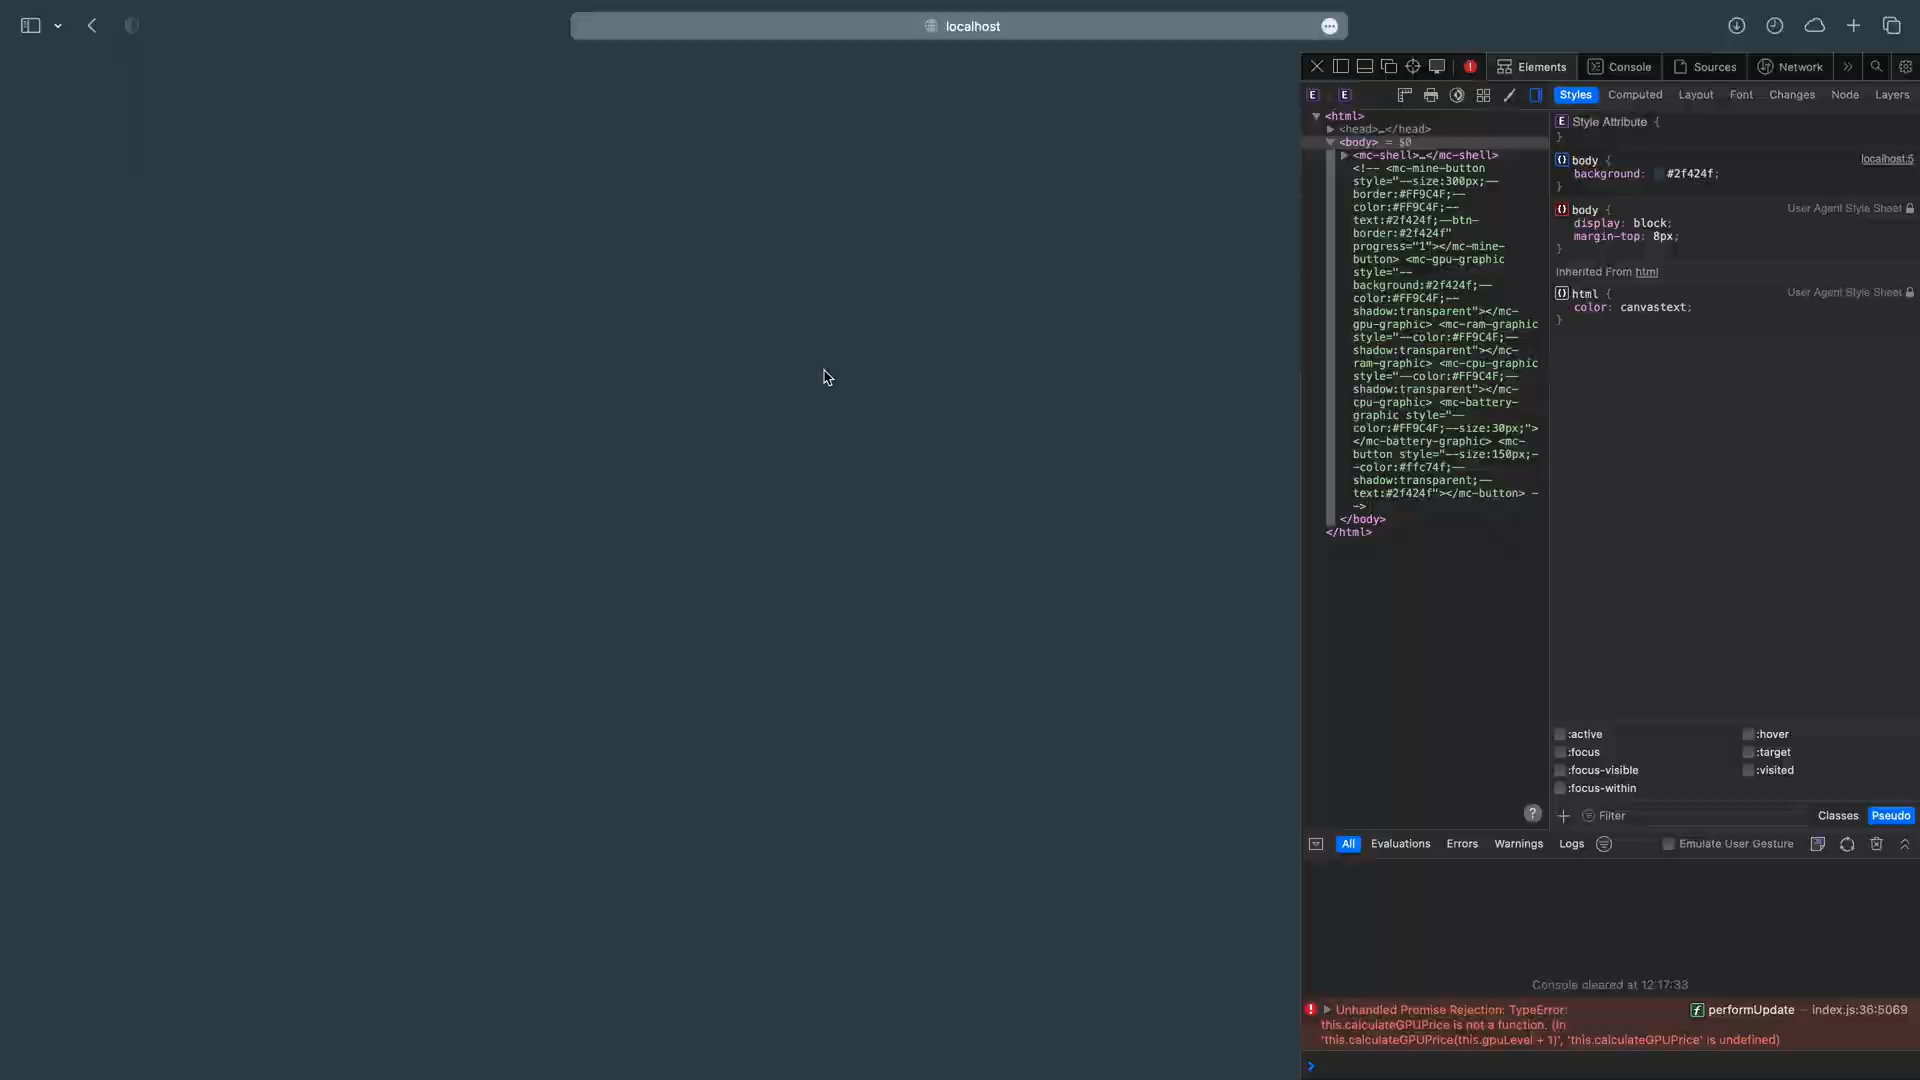 localhost
Elements
Console
Sources
Network
E
E
Styles
Computed
Layout
Font
Changes
Node
Layers
<html>
<head>…</head>
<body> = $0
<mc-shell>…</mc-shell>
<!-- <mc-mine-button
style="--size:300px;--
border:#FF9C4F;--
color:#FF9C4F;--
text:#2f424f;--btn-
border:#2f424f"
progress="1"></mc-mine-
button> <mc-gpu-graphic
style="--
background:#2f424f;--
color:#FF9C4F;--
shadow:transparent"></mc-
gpu-graphic> <mc-ram-graphic
style="--color:#FF9C4F;--
shadow:transparent"></mc-
ram-graphic> <mc-cpu-graphic
style="--color:#FF9C4F;--
shadow:transparent"></mc-
cpu-graphic> <mc-battery-
graphic style="--
color:#FF9C4F;--size:30px;">
</mc-battery-graphic> <mc-
button style="--size:150px;-
-color:#ffc74f;--
shadow:transparent;--
text:#2f424f"></mc-button> -
->
</body>
</html>
E Style Attribute {
}
body {
localhost:5
background: #2f424f;
}
body {
User Agent Style Sheet
display: block;
margin-top: 8px;
}
Inherited From html
html {
User Agent Style Sheet
color: canvastext;
}
:active
:hover
:focus
:target
:focus-visible
:visited
:focus-within
?
Filter
Classes
Pseudo
All
Evaluations
Errors
Warnings
Logs
Emulate User Gesture
Console cleared at 12:17:33
Unhandled Promise Rejection: TypeError:
this.calculateGPUPrice is not a function. (In
'this.calculateGPUPrice(this.gpuLevel + 1)', 'this.calculateGPUPrice' is undefined)
f performUpdate — index.js:36:5069